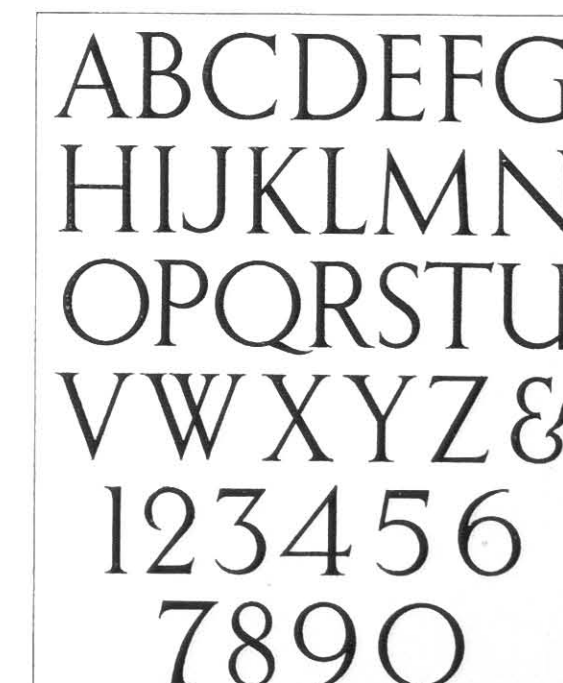 ABCDEFG
HIJKLMN
OPQRSTU
VWXYZ&
123456
7890